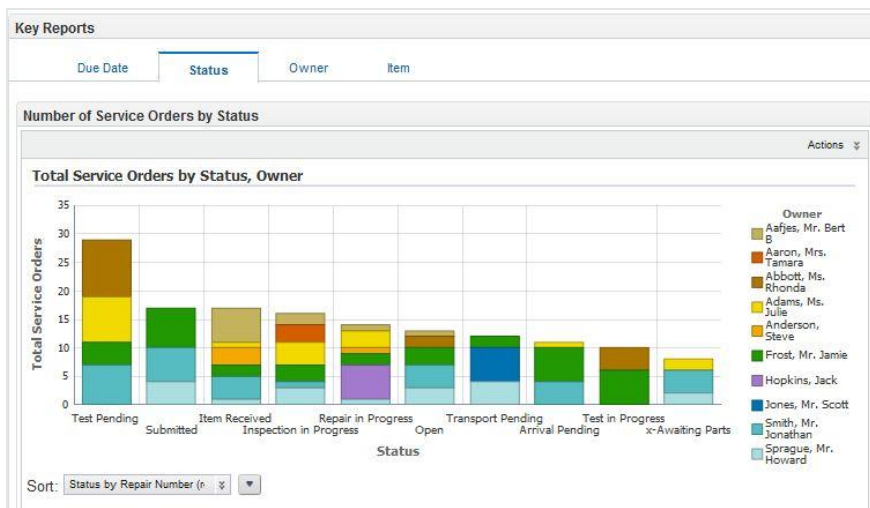 Key Reports
Due Date Status Owner Item
Number of Service Orders by Status
Actions
Total Service Orders by Status, Owner
35
30
25
20
15
10
5
0
Total Service Orders
Test Pending Item Received Repair in Progress Transport Pending Test in Progress
Submitted Inspection in Progress Open Arrival Pending x-Awaiting Parts
Status
Owner
Aafjes, Mr. Bert
B
Aaron, Mrs.
Tamara
Abbott, Ms.
Rhonda
Adams, Ms.
Julie
Anderson,
Steve
Frost, Mr. Jamie
Hopkins, Jack
Jones, Mr. Scott
Smith, Mr.
Jonathan
Sprague, Mr.
Howard
Sort: Status by Repair Number (r